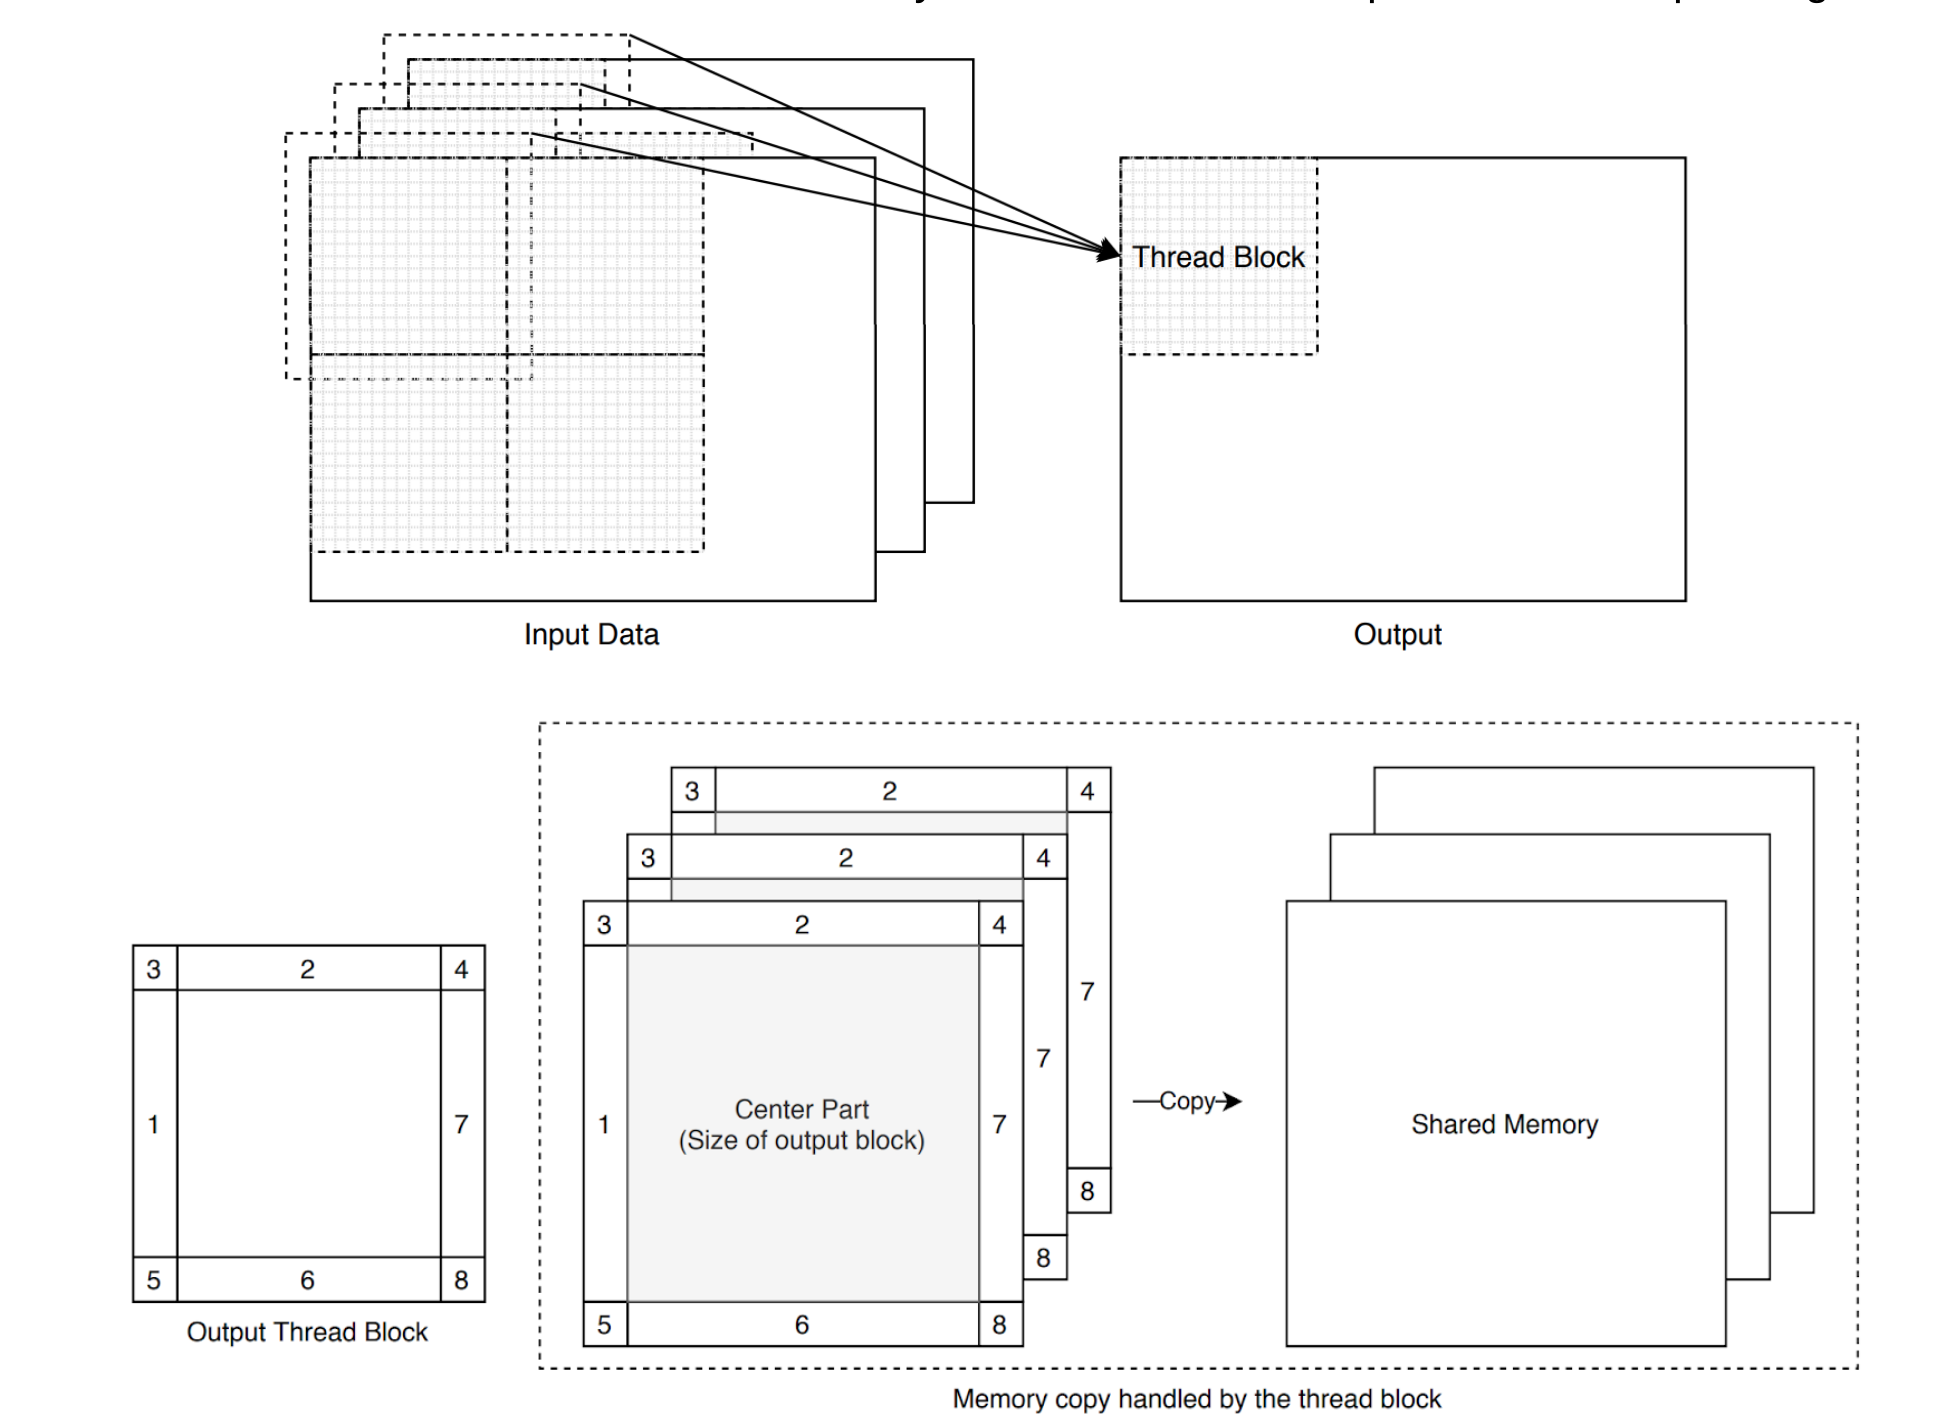 Thread Block
Input Data
Output
3 2 4
3 2 4
3 2 4
3 2 4
7
7
1 7
1
Center Part
(Size of output block)
7
Copy
Shared Memory
8
8
5 6 8
5 6 8
Output Thread Block
Memory copy handled by the thread block